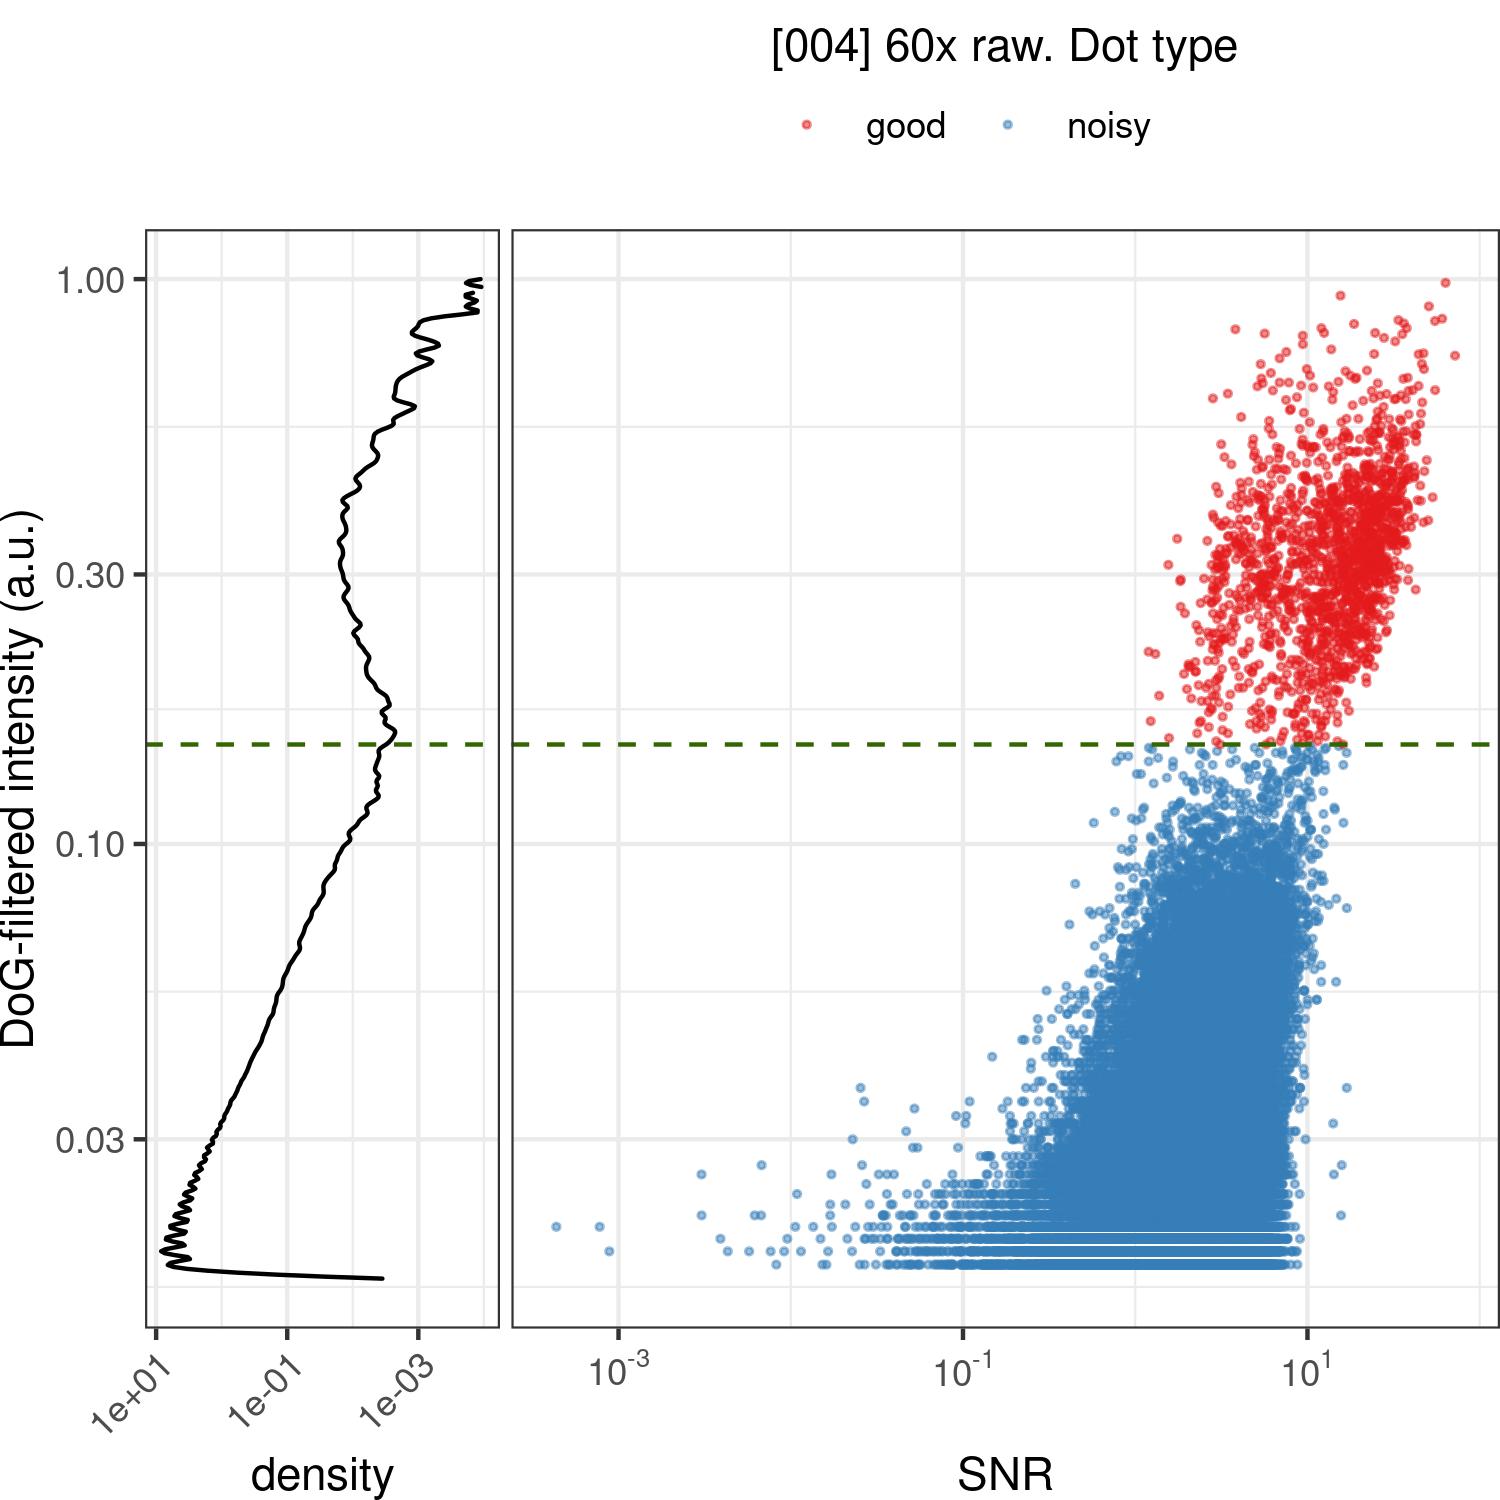 [004] 60x raw. Dot type
good noisy
DoG-filtered intensity (a.u.)
1.00
0.30
0.10
0.03
1e+01 1e-01 1e-03
density
10-3 10-1 101
SNR